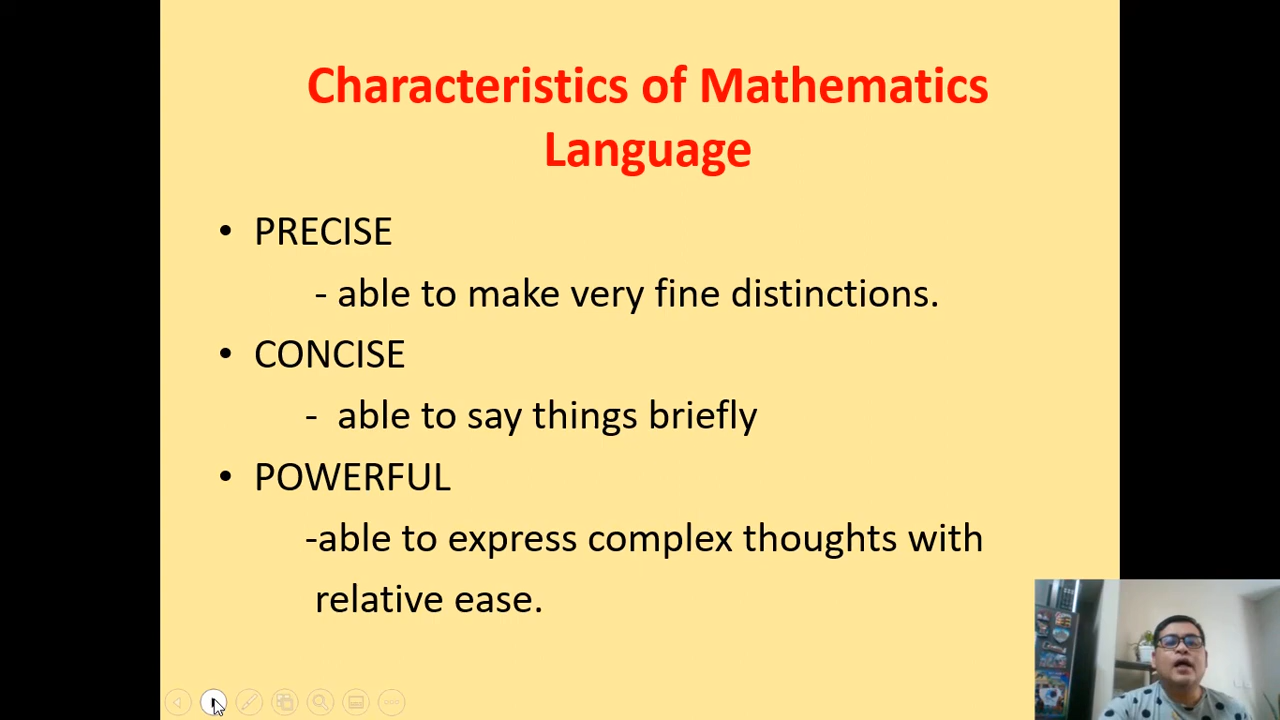 Characteristics of Mathematics
Language
• PRECISE
- able to make very fine distinctions.
• CONCISE
- able to say things briefly
• POWERFUL
-able to express complex thoughts with
relative ease.